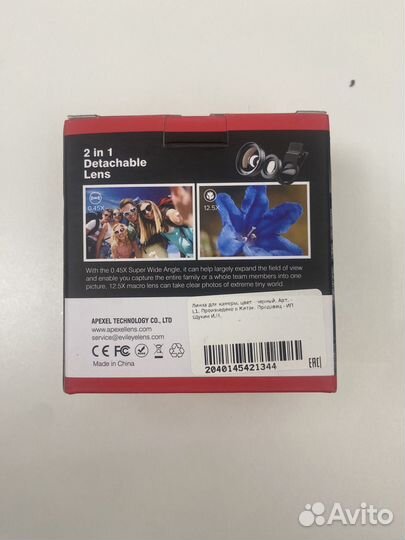 2 in 1
Detachable
Lens
0.45X
12.5X
With the 0.45X Super Wide Angle, it can help largely expand the field of view
and enable you capture the entire family or a whole team members into one
picture, 12.5X macro lens can take clear photos of extreme tiny world.
APEXEL TECHNOLOGY CO., LTD
www.apexellens.com
service@evileyelens.com
CE FC
Made in China
Линза для камеры, цвет - черный, Арт.-
L1, Произведено в Китае. Продавец - ИП
Щукин И.П.
2040145421344
EAC
Avito